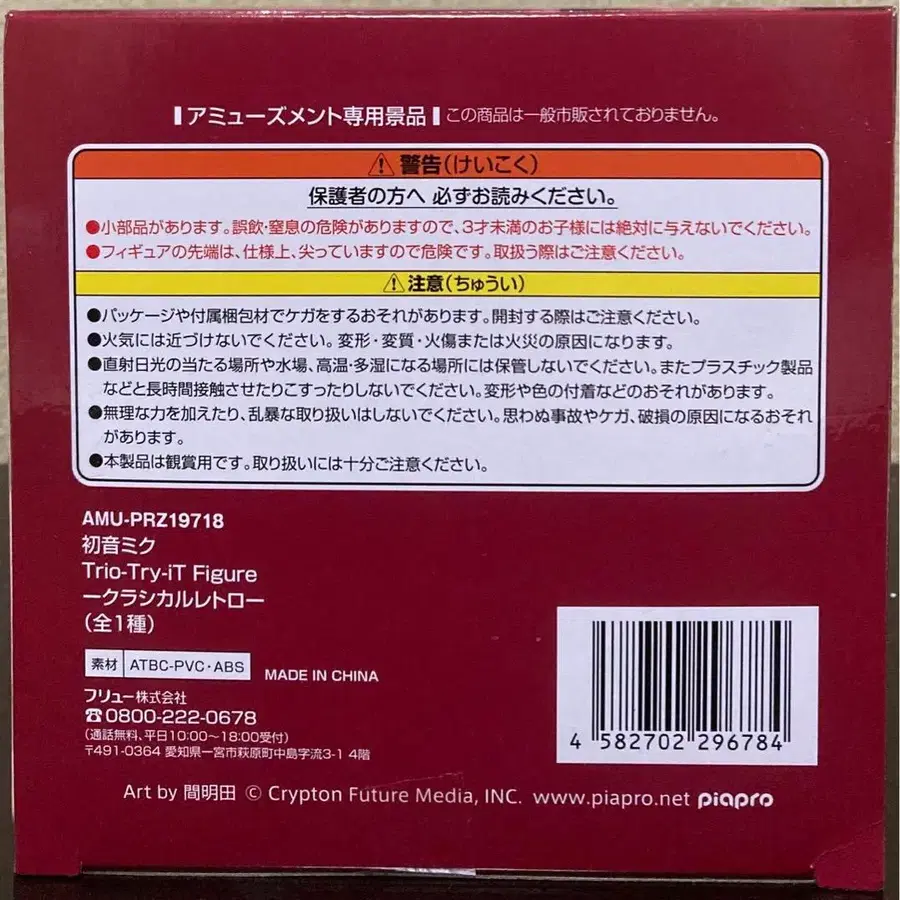 アミューズメント専用景品 この商品は一般市販されておりません。
警告(けいこく)
保護者の方へ 必ずお読みください。
●小部品があります。誤飲・窒息の危険がありますので、3才未満のお子様には絶対に与えないでください。
●フィギュアの先端は、仕様上、尖っていますので危険です。取扱う際はご注意ください。
注意(ちゅうい)
●パッケージや付属梱包材でケガをするおそれがあります。開封する際はご注意ください。
●火気には近づけないでください。変形・変質・火傷または火災の原因になります。
●直射日光の当たる場所や水場、高温・多湿になる場所には保管しないでください。またプラスチック製品
などと長時間接触させたりこすったりしないでください。変形や色の付着などのおそれがあります。
●無理な力を加えたり、乱暴な取り扱いはしないでください。思わぬ事故やケガ、破損の原因になるおそれ
があります。
●本製品は観賞用です。取り扱いには十分ご注意ください。
AMU-PRZ19718
初音ミク
Trio-Try-iT Figure
ークラシカルレトロー
(全1種)
素材 ATBC-PVC・ABS MADE IN CHINA
フリュー株式会社
☎0800-222-0678
(通話無料、平日10:00～18:00受付)
〒491-0364 愛知県一宮市萩原町中島字流3-1 4階
4 582702 296784
Art by 間明田 © Crypton Future Media, INC. www.piapro.net piapro